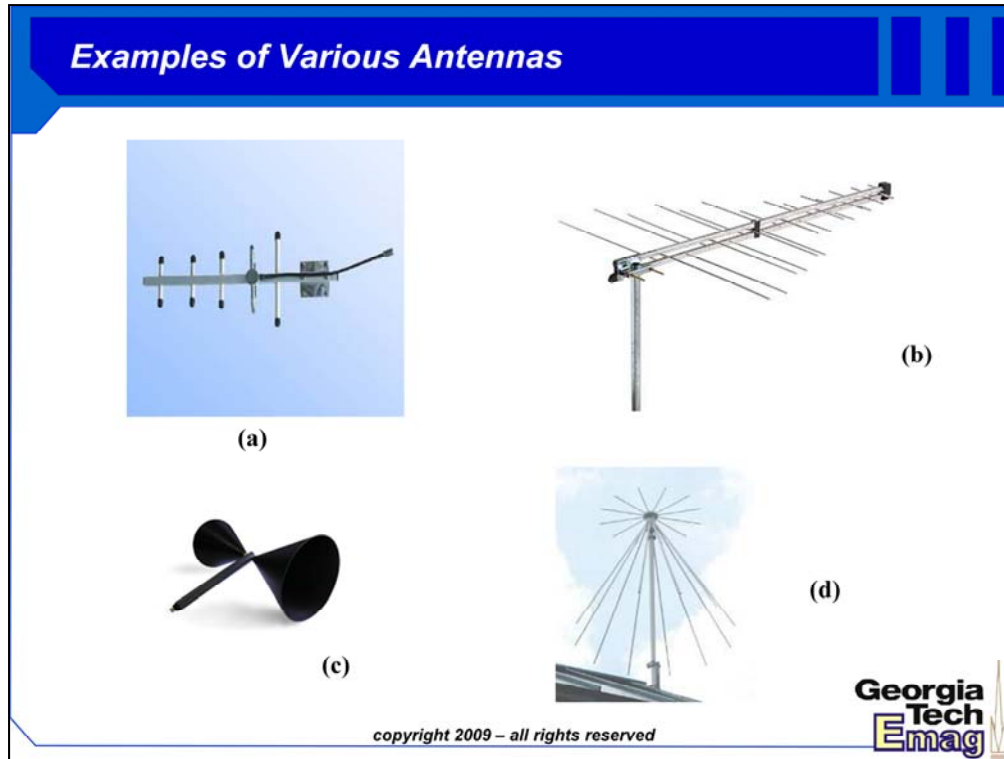 Examples of Various Antennas
(a)
(b)
(c)
(d)
copyright 2009 – all rights reserved
Georgia
Tech
Emag